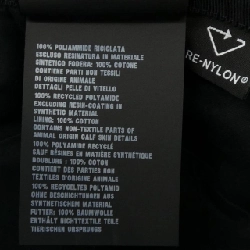 100% POLIAMMIDE RICICLATA
ESCLUSO RESINATURA IN MATERIALE
SINTETICO FODERA: 100% COTONE
CONTIENE PARTI NON TESSILI
DI ORIGINE ANIMALE
DETTAGLI PELLE DI VITELLO
100% RECYCLED POLYAMIDE
EXCLUDING RESIN-COATING IN
SYNTHETIC MATERIAL
LINING: 100% COTTON
CONTAINS NON-TEXTILE PARTS OF
ANIMAL ORIGIN CALF SKIN DETAILS
100% POLYAMIDE RECYCLÉ
SAUF RÉSINES EN MATIÈRE SYNTHÉTIQUE
DOUBLURE: 100% COTON
CONTIENT DES PARTIES NON
TEXTILES D'ORIGINE ANIMALE
100% RECYCELTES POLYAMID
OHNE BESCHICHTUNGEN AUS
SYNTHETISCHEM MATERIAL
FUTTER: 100% BAUMWOLLE
ENTHÄLT NICHT-TEXTILE TEILE
TIERISCHEN URSPRUNGS
RE-NYLON